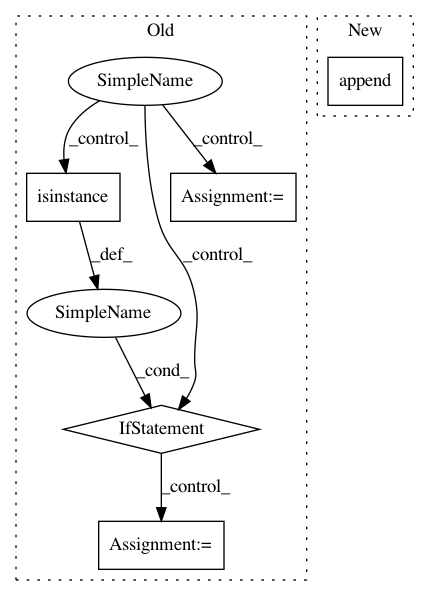 Old
New
SimpleName
append
_control_
_control_
isinstance
Assignment:=
_def_
_control_
SimpleName
_cond_
IfStatement
_control_
Assignment:=